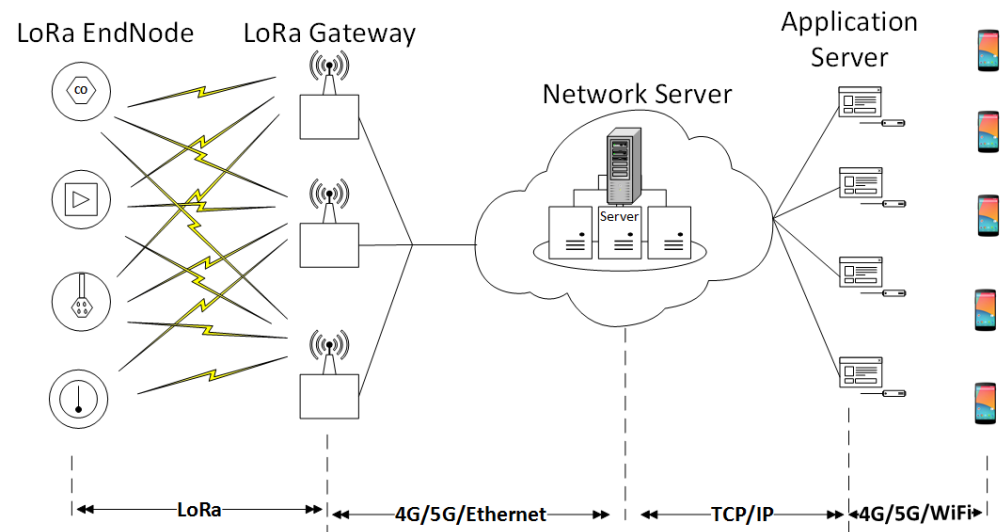 LoRa EndNode
LoRa Gateway
Network Server
Application
Server
CO
Server
LoRa
4G/5G/Ethernet
TCP/IP
4G/5G/WiFi